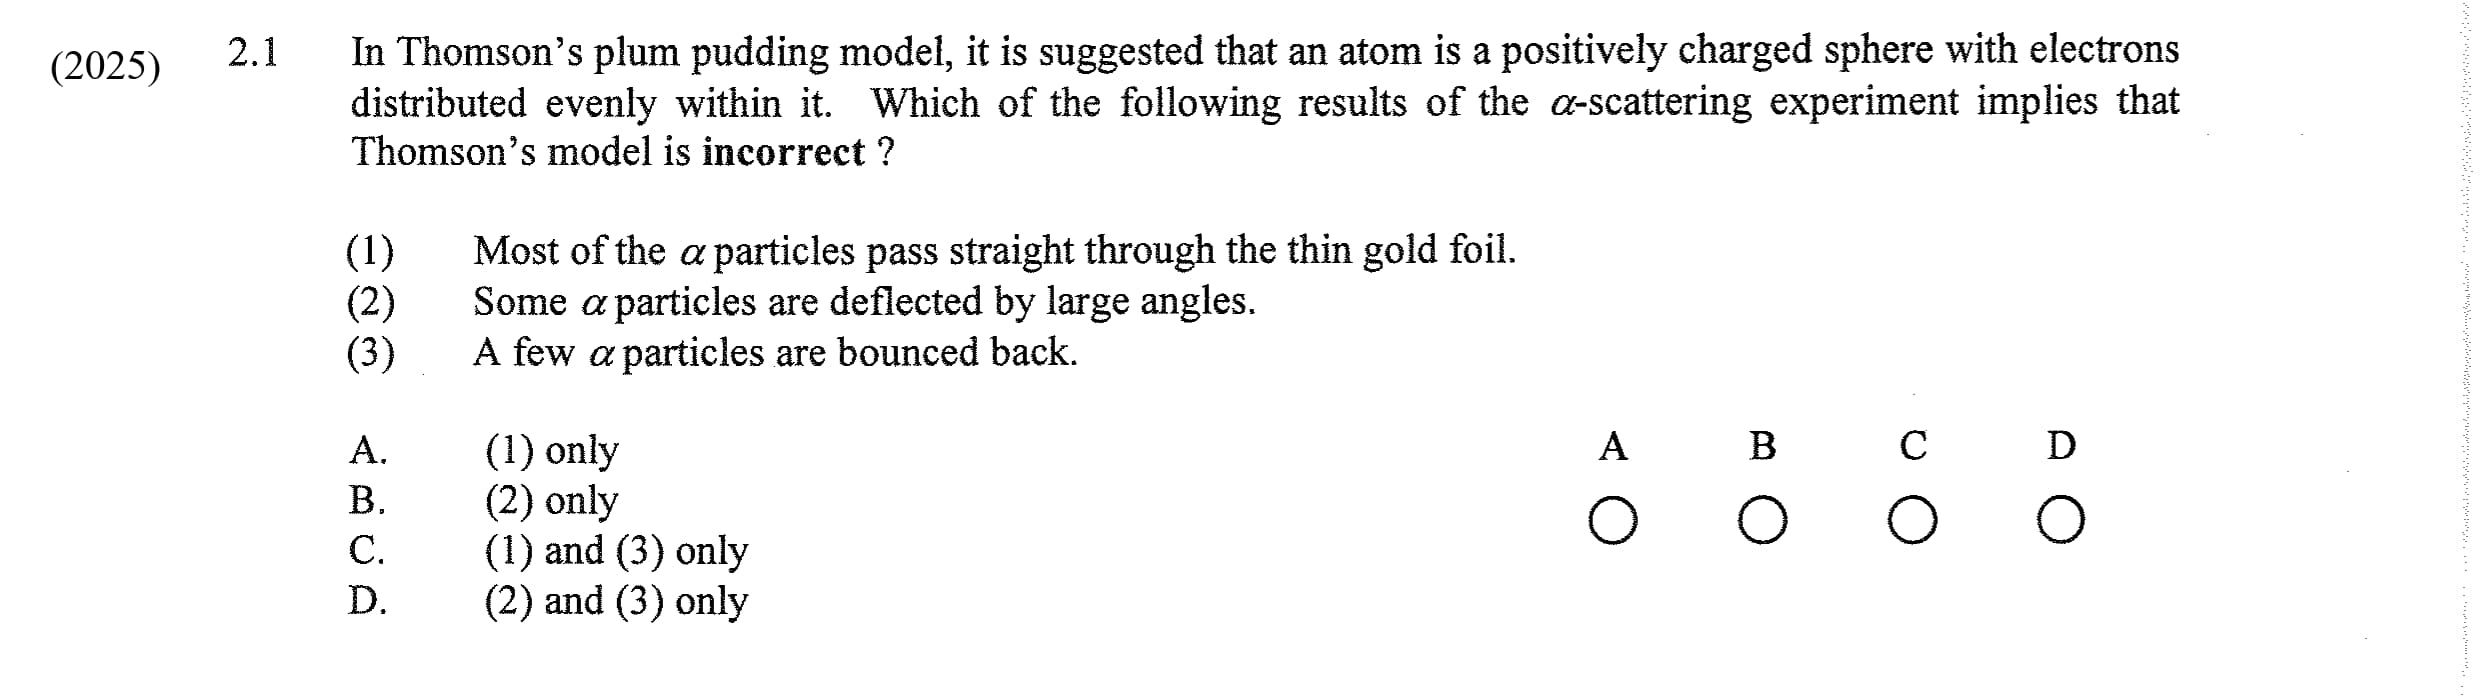 (2025) 2.1 In Thomson's plum pudding model, it is suggested that an atom is a positively charged sphere with electrons
distributed evenly within it. Which of the following results of the α-scattering experiment implies that
Thomson's model is incorrect ?
(1) Most of the α particles pass straight through the thin gold foil.
(2) Some α particles are deflected by large angles.
(3) A few α particles are bounced back.
A. (1) only
B. (2) only
C. (1) and (3) only
D. (2) and (3) only
A B C D